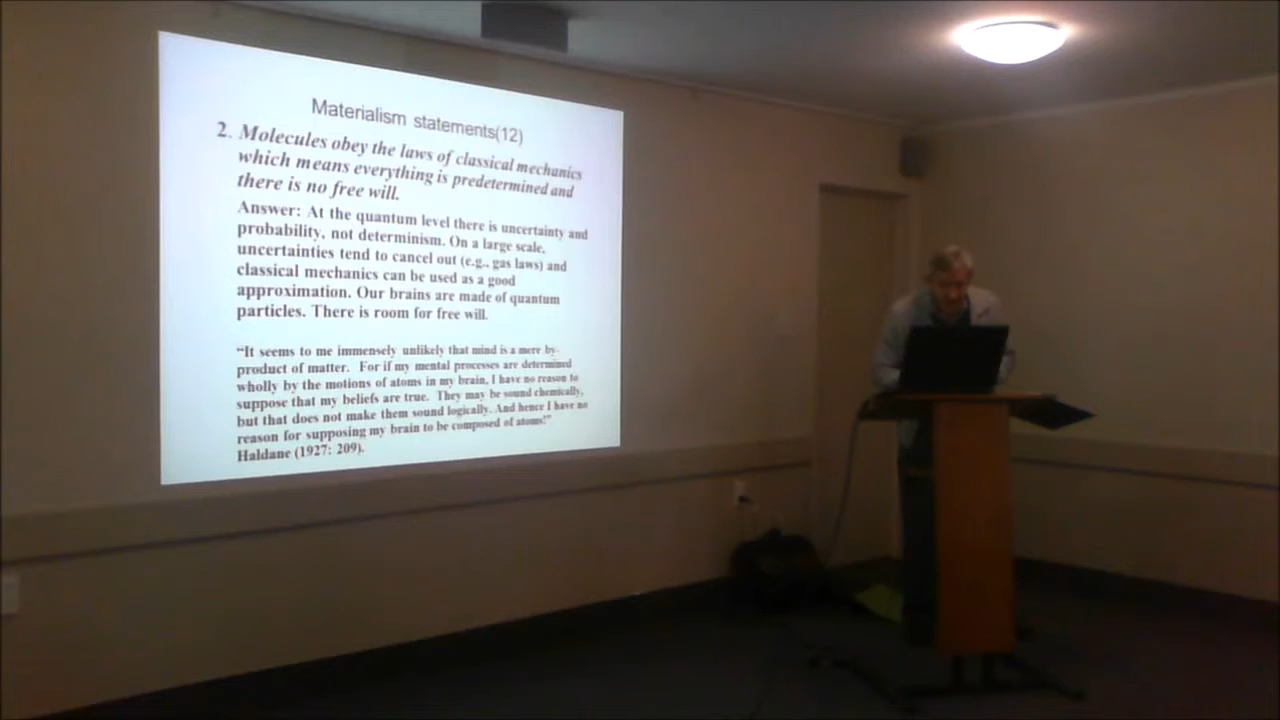 Materialism statements(12)
2. Molecules obey the laws of classical mechanics
which means everything is predetermined and
there is no free will.
Answer: At the quantum level there is uncertainty and
probability, not determinism. On a large scale,
uncertainties tend to cancel out (e.g., gas laws) and
classical mechanics can be used as a good
approximation. Our brains are made of quantum
particles. There is room for free will.
“It seems to me immensely unlikely that mind is a mere by-
product of matter. For if my mental processes are determined
wholly by the motions of atoms in my brain, I have no reason to
suppose that my beliefs are true. They may be sound chemically,
but that does not make them sound logically. And hence I have no
reason for supposing my brain to be composed of atoms.”
Haldane (1927: 209).